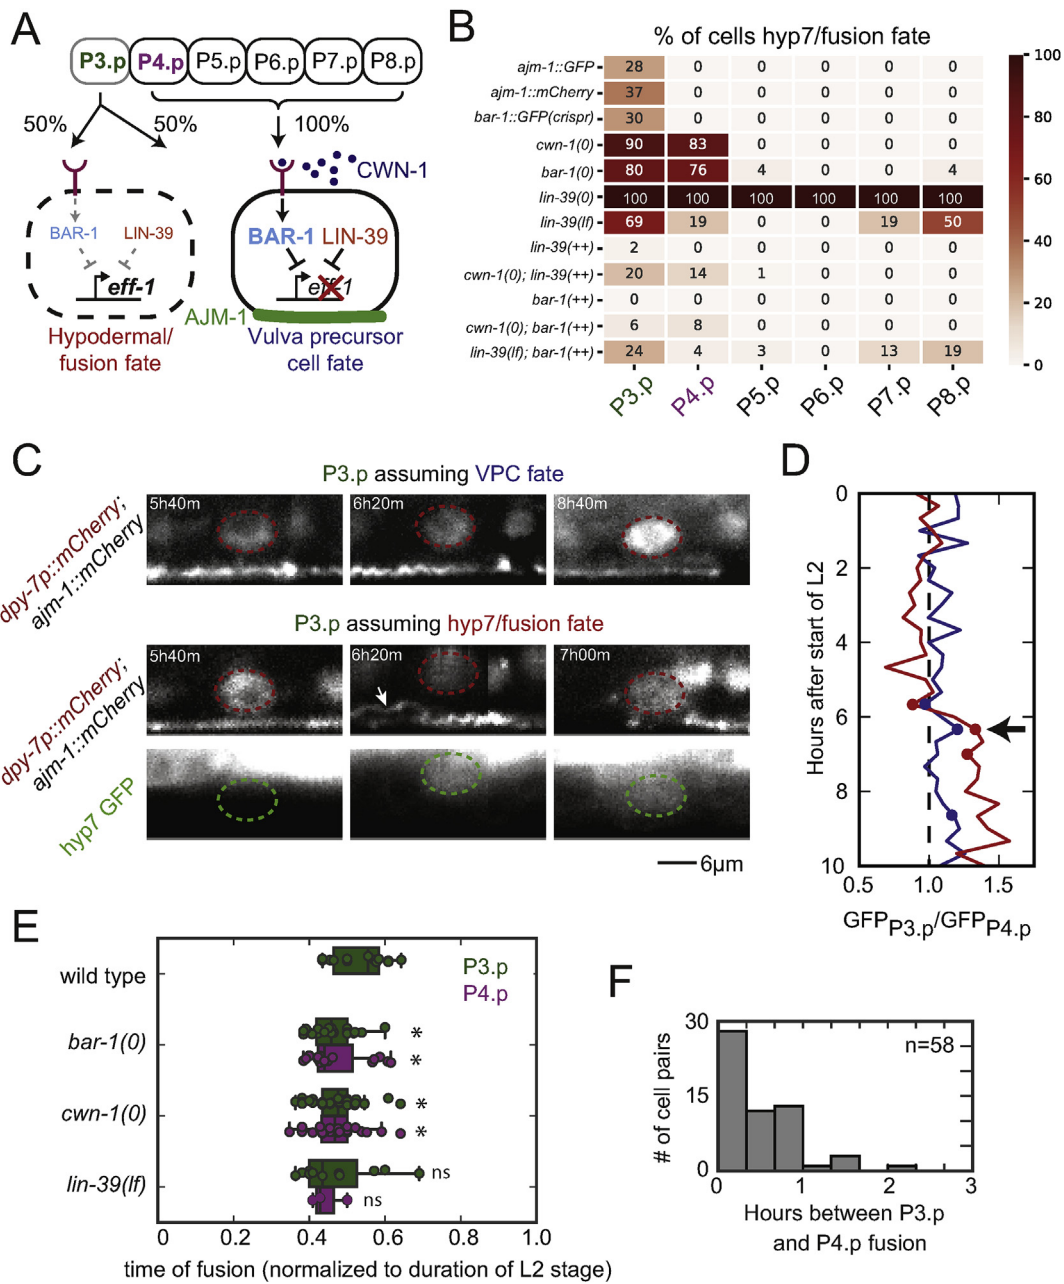 A
P3.p P4.p P5.p P6.p P7.p P8.p
50% 50% 100%
CWN-1
BAR-1 LIN-39
eff-1
Hypodermal/
fusion fate
BAR-1 LIN-39
eff-1
AJM-1
Vulva precursor
cell fate
B
% of cells hyp7/fusion fate
ajm-1::GFP 28 0 0 0 0 0
ajm-1::mCherry 37 0 0 0 0 0
bar-1::GFP(crispr) 30 0 0 0 0 0
cwn-1(0) 90 83 0 0 0 0
bar-1(0) 80 76 4 0 0 4
lin-39(0) 100 100 100 100 100 100
lin-39(lf) 69 19 0 0 19 50
lin-39(++) 2 0 0 0 0 0
cwn-1(0); lin-39(++) 20 14 1 0 0 0
bar-1(++) 0 0 0 0 0 0
cwn-1(0); bar-1(++) 6 8 0 0 0 0
lin-39(lf); bar-1(++) 24 4 3 0 13 19
P3.p P4.p P5.p P6.p P7.p P8.p
100
80
60
40
20
0
C
P3.p assuming VPC fate
dpy-7p::mCherry;
ajm-1::mCherry
5h40m 6h20m 8h40m
P3.p assuming hyp7/fusion fate
dpy-7p::mCherry;
ajm-1::mCherry
5h40m 6h20m 7h00m
hyp7 GFP
6µm
D
Hours after start of L2
0
2
4
6
8
10
0.5 1.0 1.5
GFPP3.p/GFPP4.p
E
P3.p
P4.p
wild type
bar-1(0)
*
*
cwn-1(0)
*
*
lin-39(lf)
ns
ns
0 0.2 0.4 0.6 0.8 1.0
time of fusion (normalized to duration of L2 stage)
F
# of cell pairs
30
15
0
n=58
0 1 2 3
Hours between P3.p
and P4.p fusion